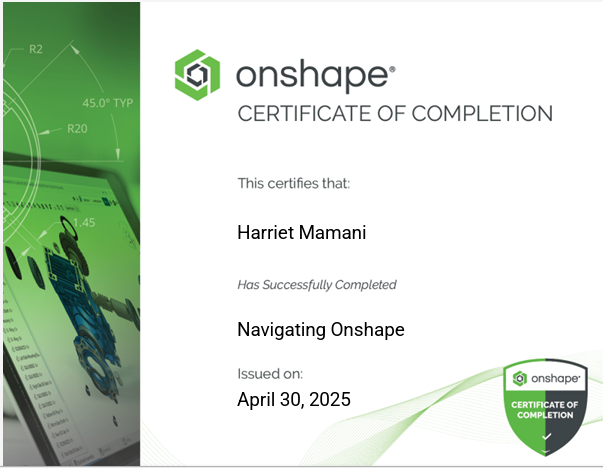 R2
45.0° TYP
R20
1.45
onshape®
CERTIFICATE OF COMPLETION
This certifies that:
Harriet Mamani
Has Successfully Completed
Navigating Onshape
Issued on:
April 30, 2025
onshape®
CERTIFICATE OF
COMPLETION